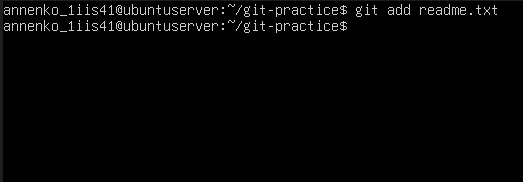 annenko_1iis41@ubuntuserver:~/git-practice$ git add readme.txt
annenko_1iis41@ubuntuserver:~/git-practice$